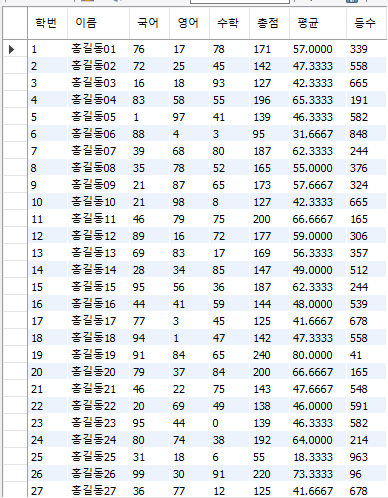 학번 이름 국어 영어 수학 총점 평균 등수
1 홍길동01 76 17 78 171 57.0000 339
2 홍길동02 72 25 45 142 47.3333 558
3 홍길동03 16 18 93 127 42.3333 665
4 홍길동04 83 58 55 196 65.3333 191
5 홍길동05 1 97 41 139 46.3333 582
6 홍길동06 88 4 3 95 31.6667 848
7 홍길동07 39 68 80 187 62.3333 244
8 홍길동08 35 78 52 165 55.0000 376
9 홍길동09 21 87 65 173 57.6667 324
10 홍길동10 21 98 8 127 42.3333 665
11 홍길동11 46 79 75 200 66.6667 165
12 홍길동12 89 16 72 177 59.0000 306
13 홍길동13 69 83 17 169 56.3333 357
14 홍길동14 28 34 85 147 49.0000 512
15 홍길동15 95 56 36 187 62.3333 244
16 홍길동16 44 41 59 144 48.0000 539
17 홍길동17 77 3 45 125 41.6667 678
18 홍길동18 94 1 47 142 47.3333 558
19 홍길동19 91 84 65 240 80.0000 41
20 홍길동20 79 37 84 200 66.6667 165
21 홍길동21 46 22 75 143 47.6667 548
22 홍길동22 20 69 49 138 46.0000 591
23 홍길동23 95 44 0 139 46.3333 582
24 홍길동24 80 74 38 192 64.0000 214
25 홍길동25 31 18 6 55 18.3333 963
26 홍길동26 99 30 91 220 73.3333 96
27 홍길동27 36 77 12 125 41.6667 678